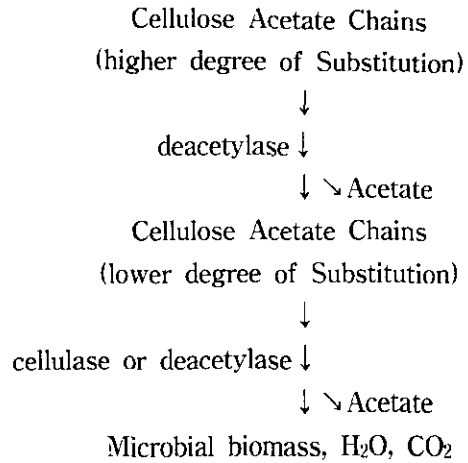 Cellulose Acetate Chains
(higher degree of Substitution)
↓
deacetylase ↓
↓ ↘ Acetate
Cellulose Acetate Chains
(lower degree of Substitution)
↓
cellulase or deacetylase ↓
↓ ↘ Acetate
Microbial biomass, H₂O, CO₂